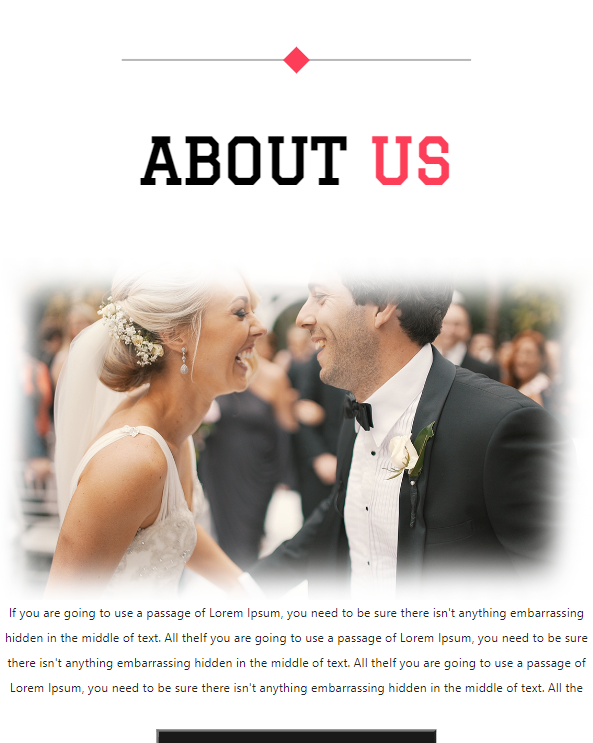 ABOUT US
If you are going to use a passage of Lorem Ipsum, you need to be sure there isn't anything embarrassing
hidden in the middle of text. All theIf you are going to use a passage of Lorem Ipsum, you need to be sure
there isn't anything embarrassing hidden in the middle of text. All theIf you are going to use a passage of
Lorem Ipsum, you need to be sure there isn't anything embarrassing hidden in the middle of text. All the